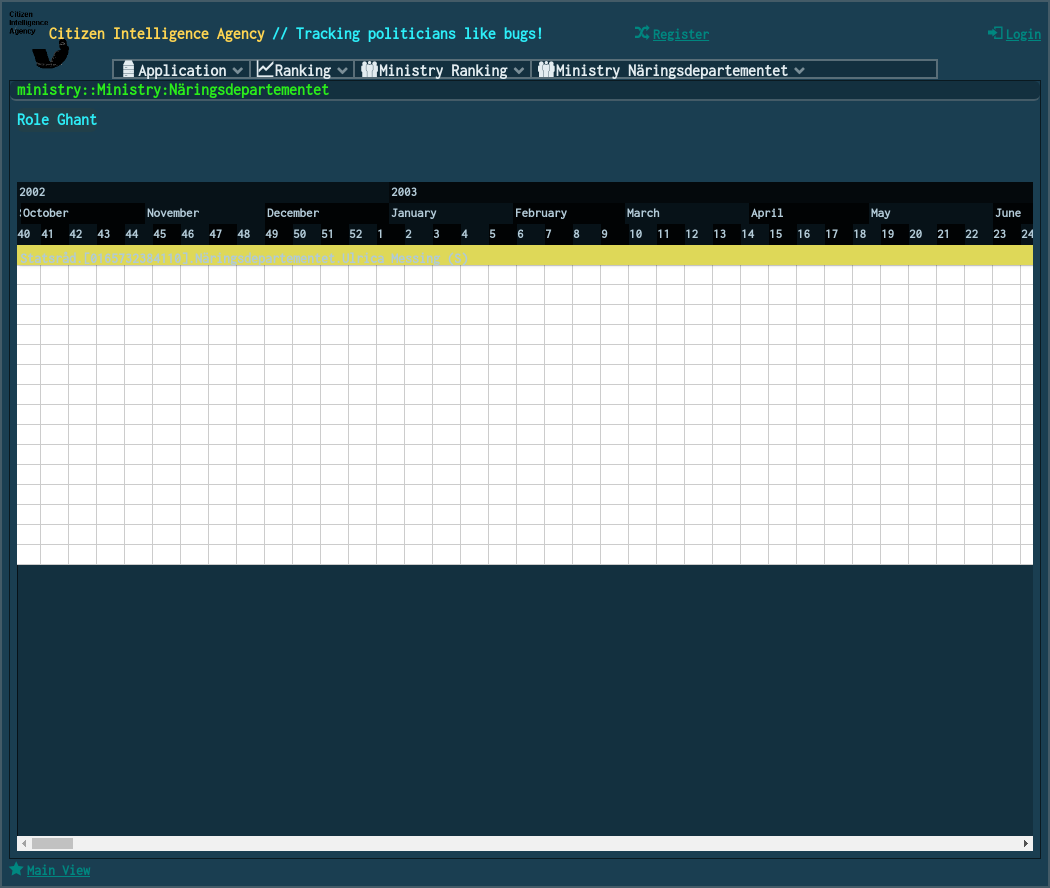 Citizen
Intelligence
Agency
Citizen Intelligence Agency // Tracking politicians like bugs!
Register
Login
Application
Ranking
Ministry Ranking
Ministry Näringsdepartementet
ministry::Ministry:Näringsdepartementet
Role Ghant
2002 2003
October November December January February March April May June
40 41 42 43 44 45 46 47 48 49 50 51 52 1 2 3 4 5 6 7 8 9 10 11 12 13 14 15 16 17 18 19 20 21 22 23 24
Näringsdepartementet.Ulrica Messing (S)
Main View